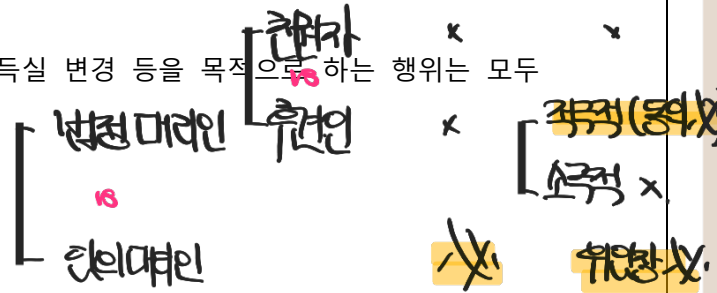 친권자 × ×
득실 변경 등을 목적으로 하는 행위는 모두
vs
법정대리인 후견인 × 적극적(동의
소극적 ×
vs
임의대리인 위임장